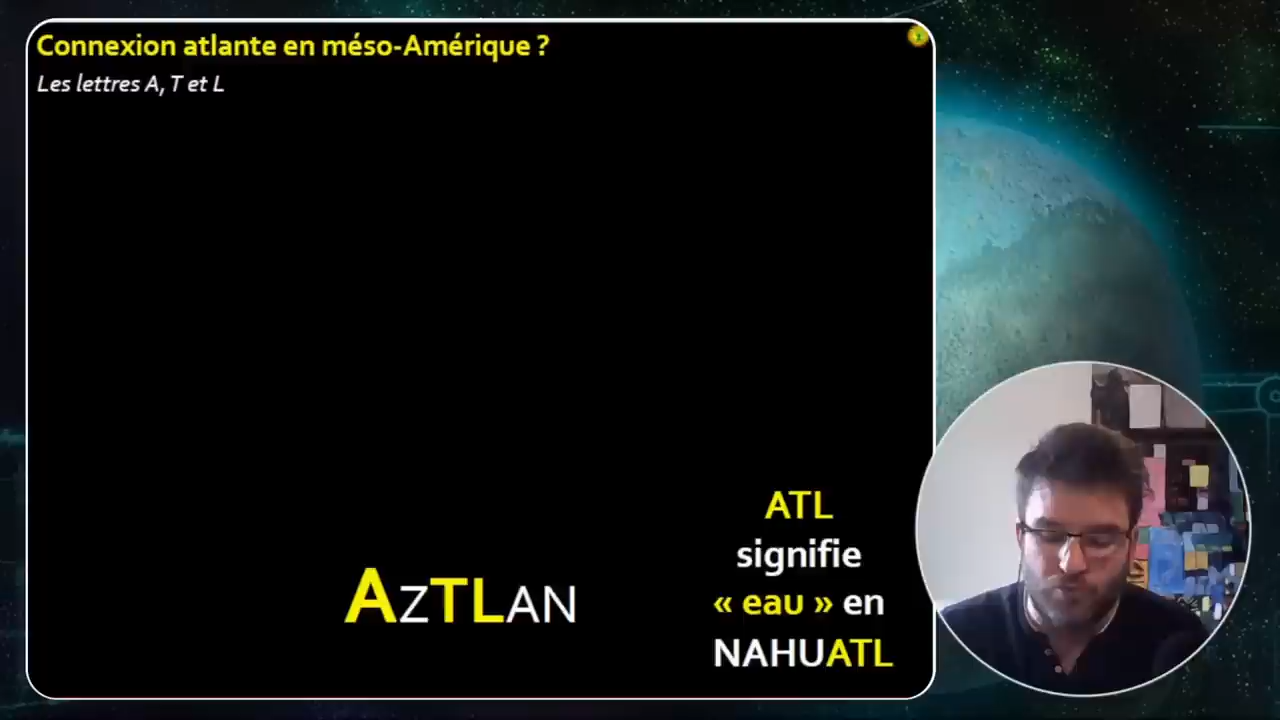 Connexion atlante en méso-Amérique ?
Les lettres A, T et L
AZTLAN
ATL
signifie
« eau » en
NAHUATL